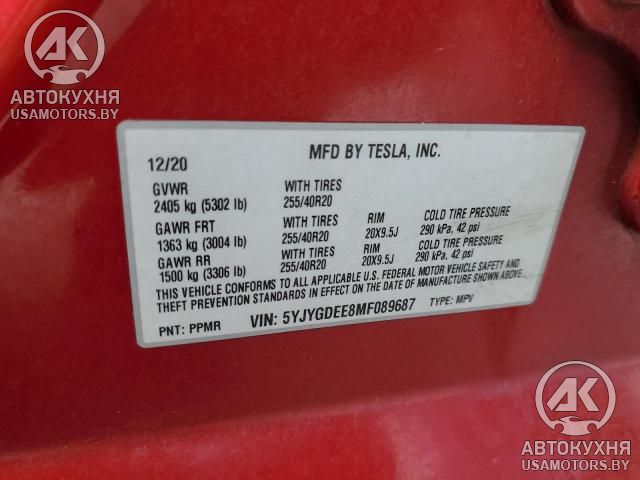 AK
АВТОКУХНЯ
USAMOTORS.BY
12/20
MFD BY TESLA, INC.
GVWR
2405 kg (5302 lb)
WITH TIRES
255/40R20
GAWR FRT
1363 kg (3004 lb)
WITH TIRES
255/40R20
RIM
20X9.5J
COLD TIRE PRESSURE
290 kPa, 42 psi
GAWR RR
1500 kg (3306 lb)
WITH TIRES
255/40R20
RIM
20X9.5J
COLD TIRE PRESSURE
290 kPa, 42 psi
THIS VEHICLE CONFORMS TO ALL APPLICABLE U.S. FEDERAL MOTOR VEHICLE SAFETY AND
THEFT PREVENTION STANDARDS IN EFFECT ON THE DATE OF MANUFACTURE SHOWN ABOVE.
PNT: PPMR
VIN: 5YJYGDEE8MF089687
TYPE: MPV
AK
АВТОКУХНЯ
USAMOTORS.BY